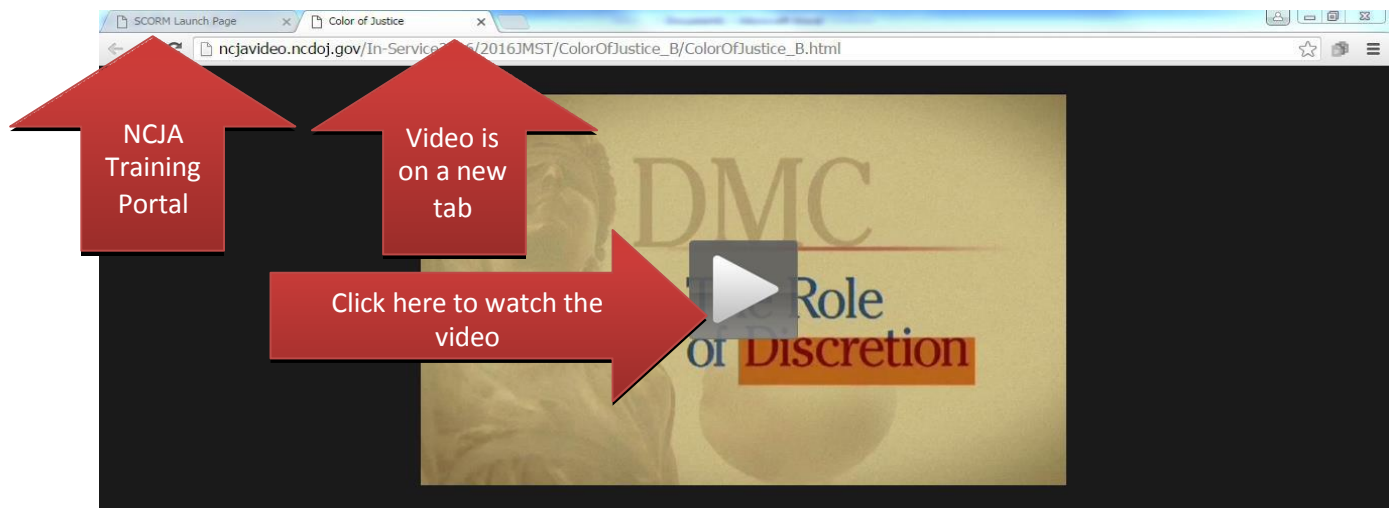 SCORM Launch Page
Color of Justice
ncjavideo.ncdoj.gov/In-Service 6/2016JMST/ColorOfJustice_B/ColorOfJustice_B.html
NCJA
Training
Portal
Video is
on a new
tab
DMC
Click here to watch the
video
Role
of Discretion